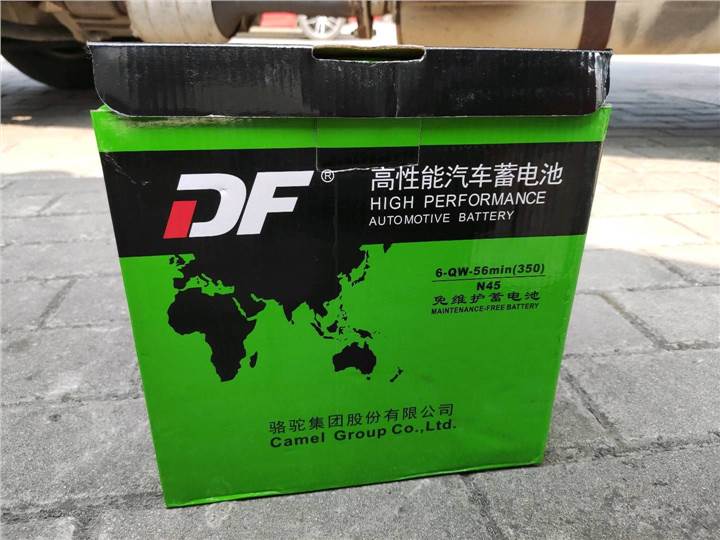 DF®
高性能汽车蓄电池
HIGH PERFORMANCE
AUTOMOTIVE BATTERY
6-QW-56min(350)
N45
免维护蓄电池
MAINTENANCE-FREE BATTERY
骆驼集团股份有限公司
Camel Group Co.,Ltd.